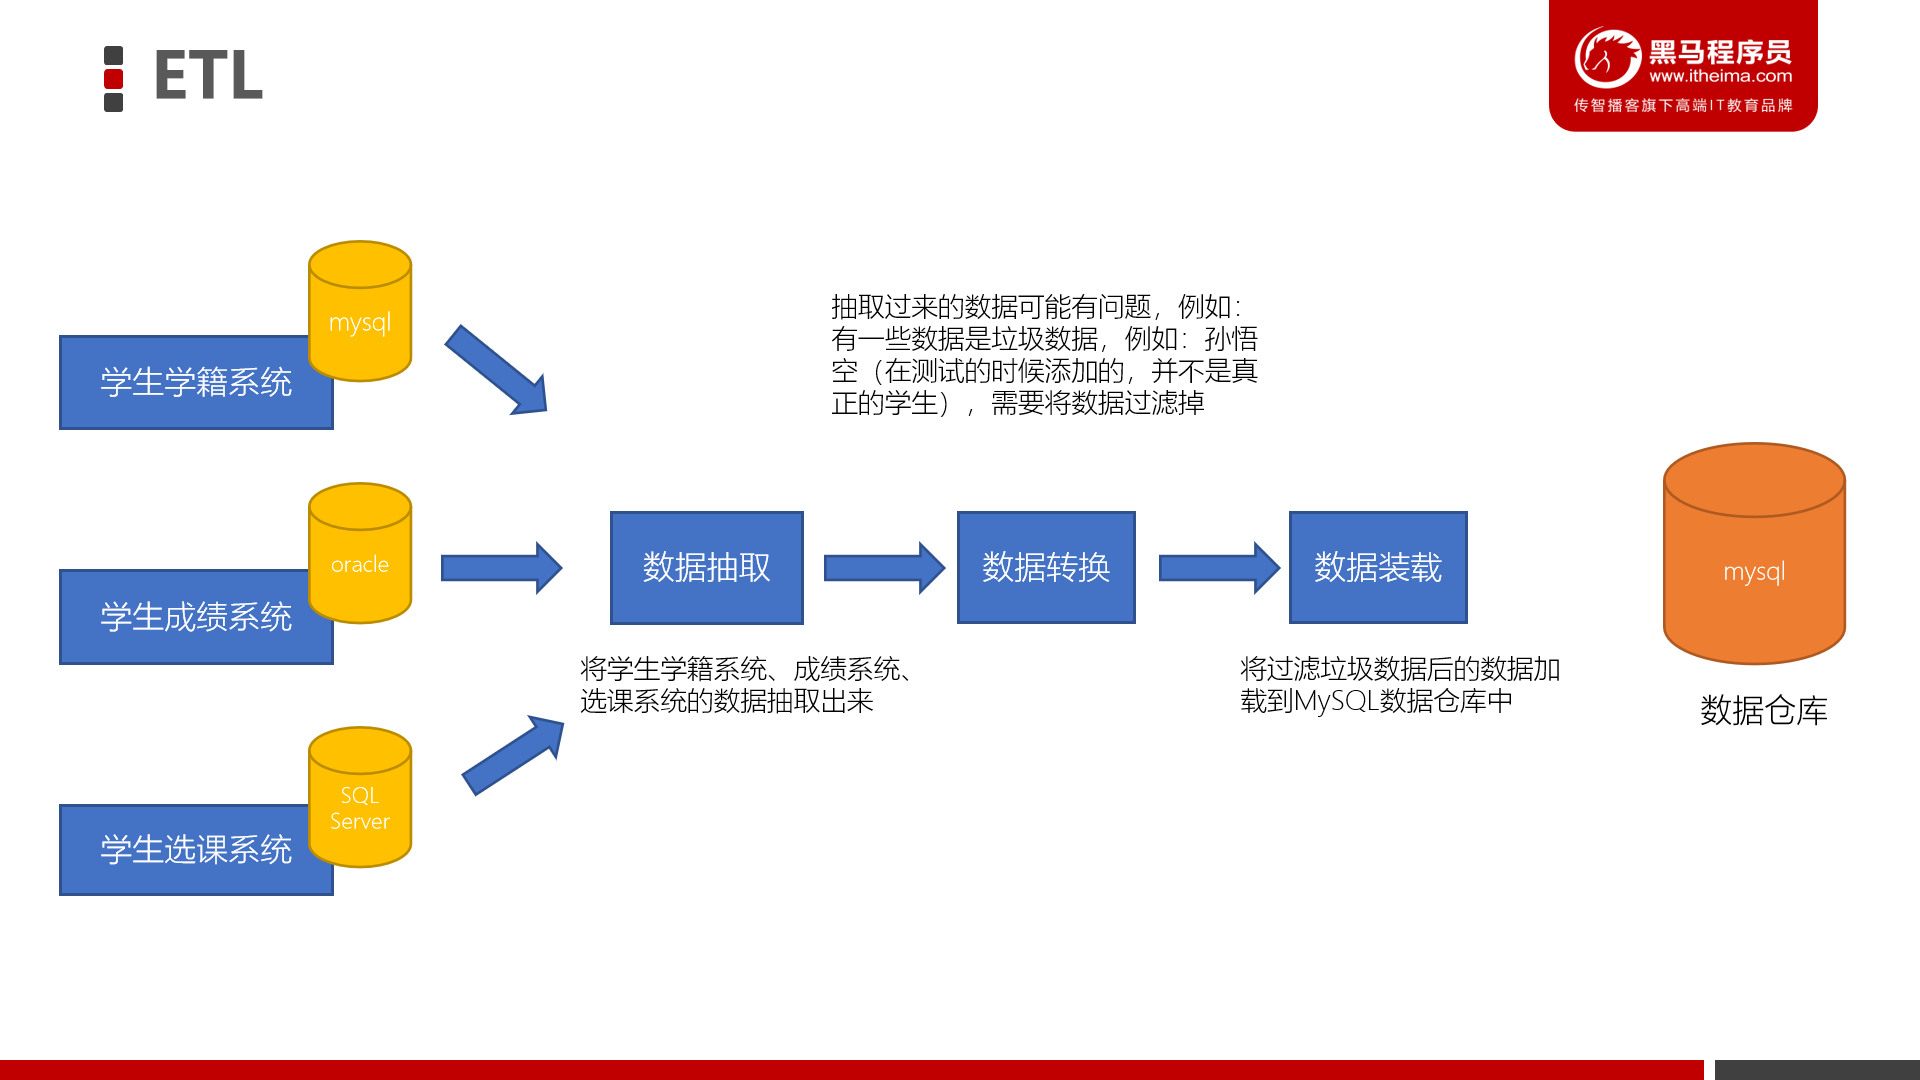 ETL
黑马程序员
www.itheima.com
传智播客旗下高端IT教育品牌
mysql
学生学籍系统
抽取过来的数据可能有问题，例如：
有一些数据是垃圾数据，例如：孙悟
空（在测试的时候添加的，并不是真
正的学生），需要将数据过滤掉
oracle
学生成绩系统
数据抽取
数据转换
数据装载
mysql
将学生学籍系统、成绩系统、
选课系统的数据抽取出来
将过滤垃圾数据后的数据加
载到MySQL数据仓库中
数据仓库
SQL
Server
学生选课系统